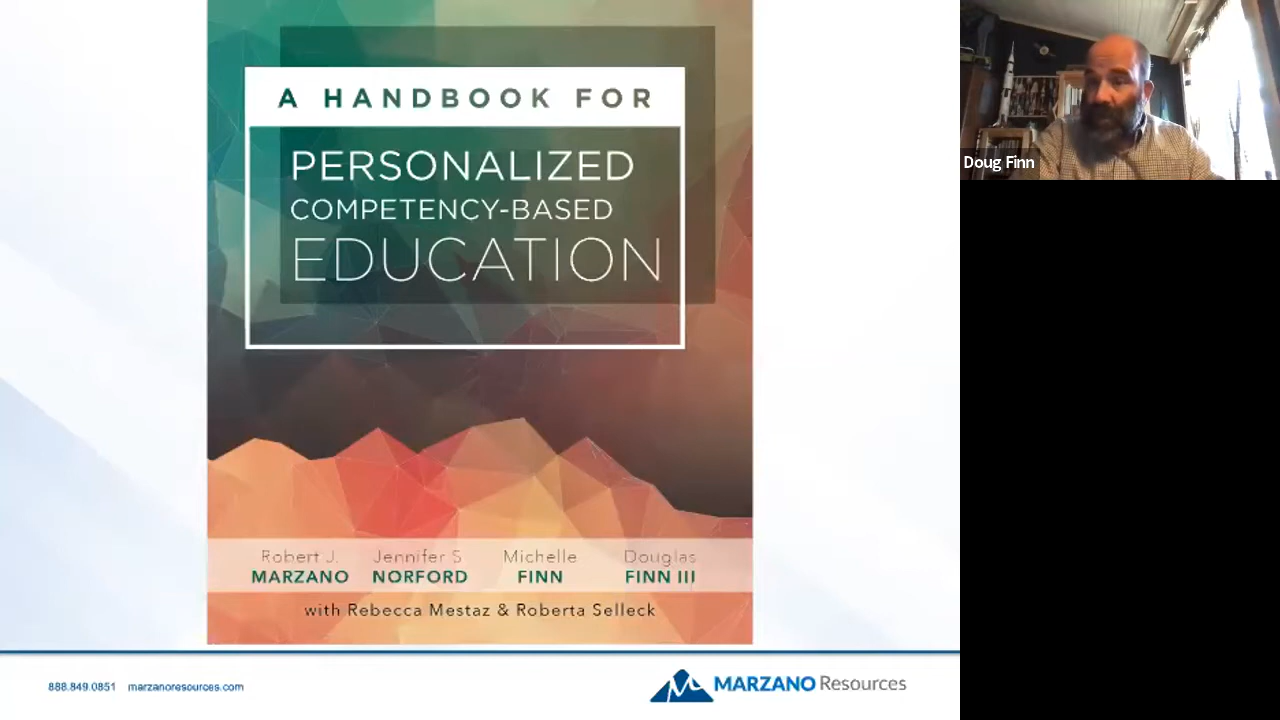 A HANDBOOK FOR
PERSONALIZED
COMPETENCY-BASED
EDUCATION
Robert J. Jennifer S Michelle Douglas
MARZANO NORFORD FINN FINN III
with Rebecca Mestaz & Roberta Selleck
888.849.0851 marzanoresources.com
MARZANO Resources
Doug Finn